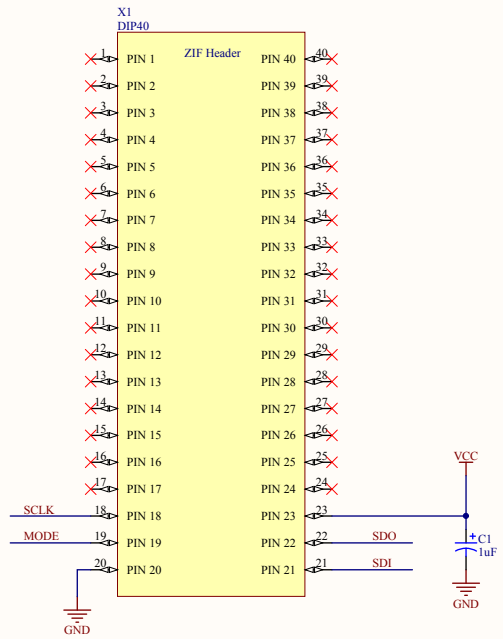 X1
DIP40
ZIF Header
1 PIN 1 PIN 40 40
2 PIN 2 PIN 39 39
3 PIN 3 PIN 38 38
4 PIN 4 PIN 37 37
5 PIN 5 PIN 36 36
6 PIN 6 PIN 35 35
7 PIN 7 PIN 34 34
8 PIN 8 PIN 33 33
9 PIN 9 PIN 32 32
10 PIN 10 PIN 31 31
11 PIN 11 PIN 30 30
12 PIN 12 PIN 29 29
13 PIN 13 PIN 28 28
14 PIN 14 PIN 27 27
15 PIN 15 PIN 26 26
16 PIN 16 PIN 25 25
17 PIN 17 PIN 24 24
SCLK 18 PIN 18 PIN 23 23
MODE 19 PIN 19 PIN 22 22 SDO
20 PIN 20 PIN 21 21 SDI
GND
VCC
+ C1
1uF
GND